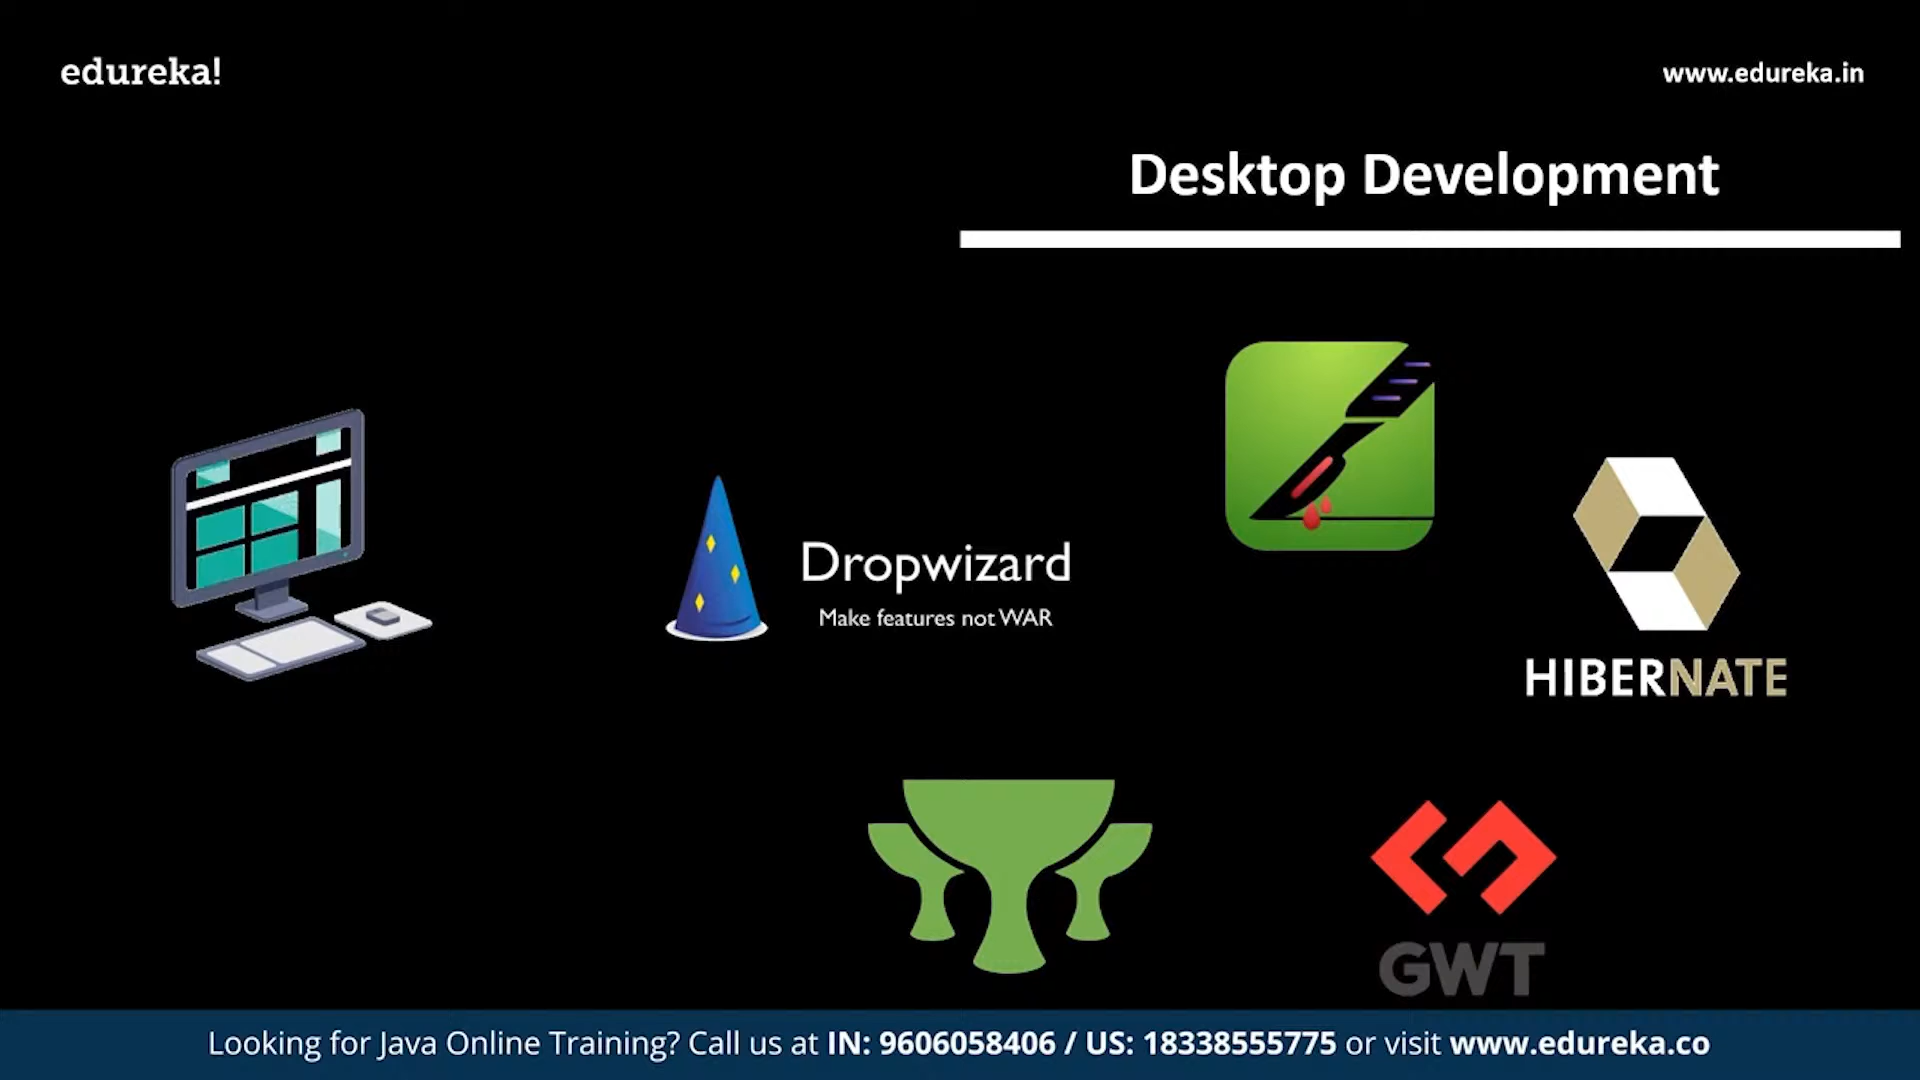 edureka!
www.edureka.in
Desktop Development
Dropwizard
Make features not WAR
HIBERNATE
GWT
Looking for Java Online Training? Call us at IN: 9606058406 / US: 18338555775 or visit www.edureka.co